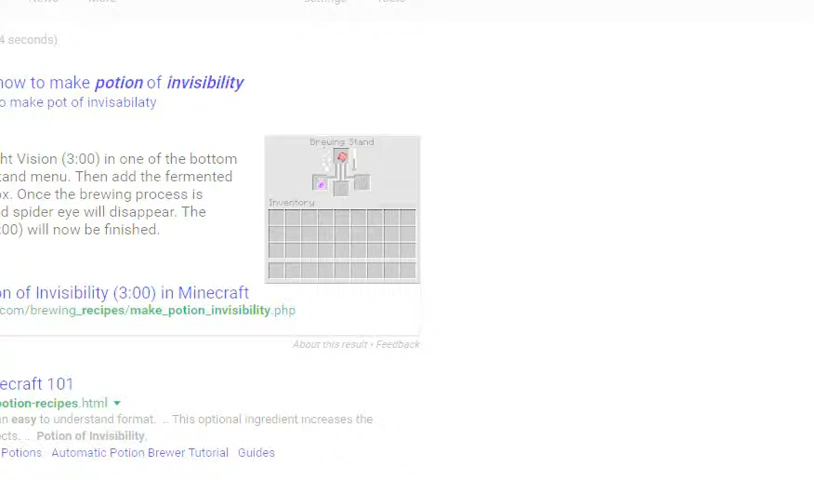 4 seconds)
how to make potion of invisibility
o make pot of invisabilaty
Brewing Stand
ht Vision (3:00) in one of the bottom
tand menu. Then add the fermented
ox. Once the brewing process is
d spider eye will disappear. The
:00) will now be finished.
Inventory
on of Invisibility (3:00) in Minecraft
com/brewing_recipes/make_potion_invisibility.php
About this result • Feedback
ecraft 101
potion-recipes.html
an easy to understand format. ... This optional ingredient increases the
cts. ... Potion of Invisibility.
Potions Automatic Potion Brewer Tutorial Guides